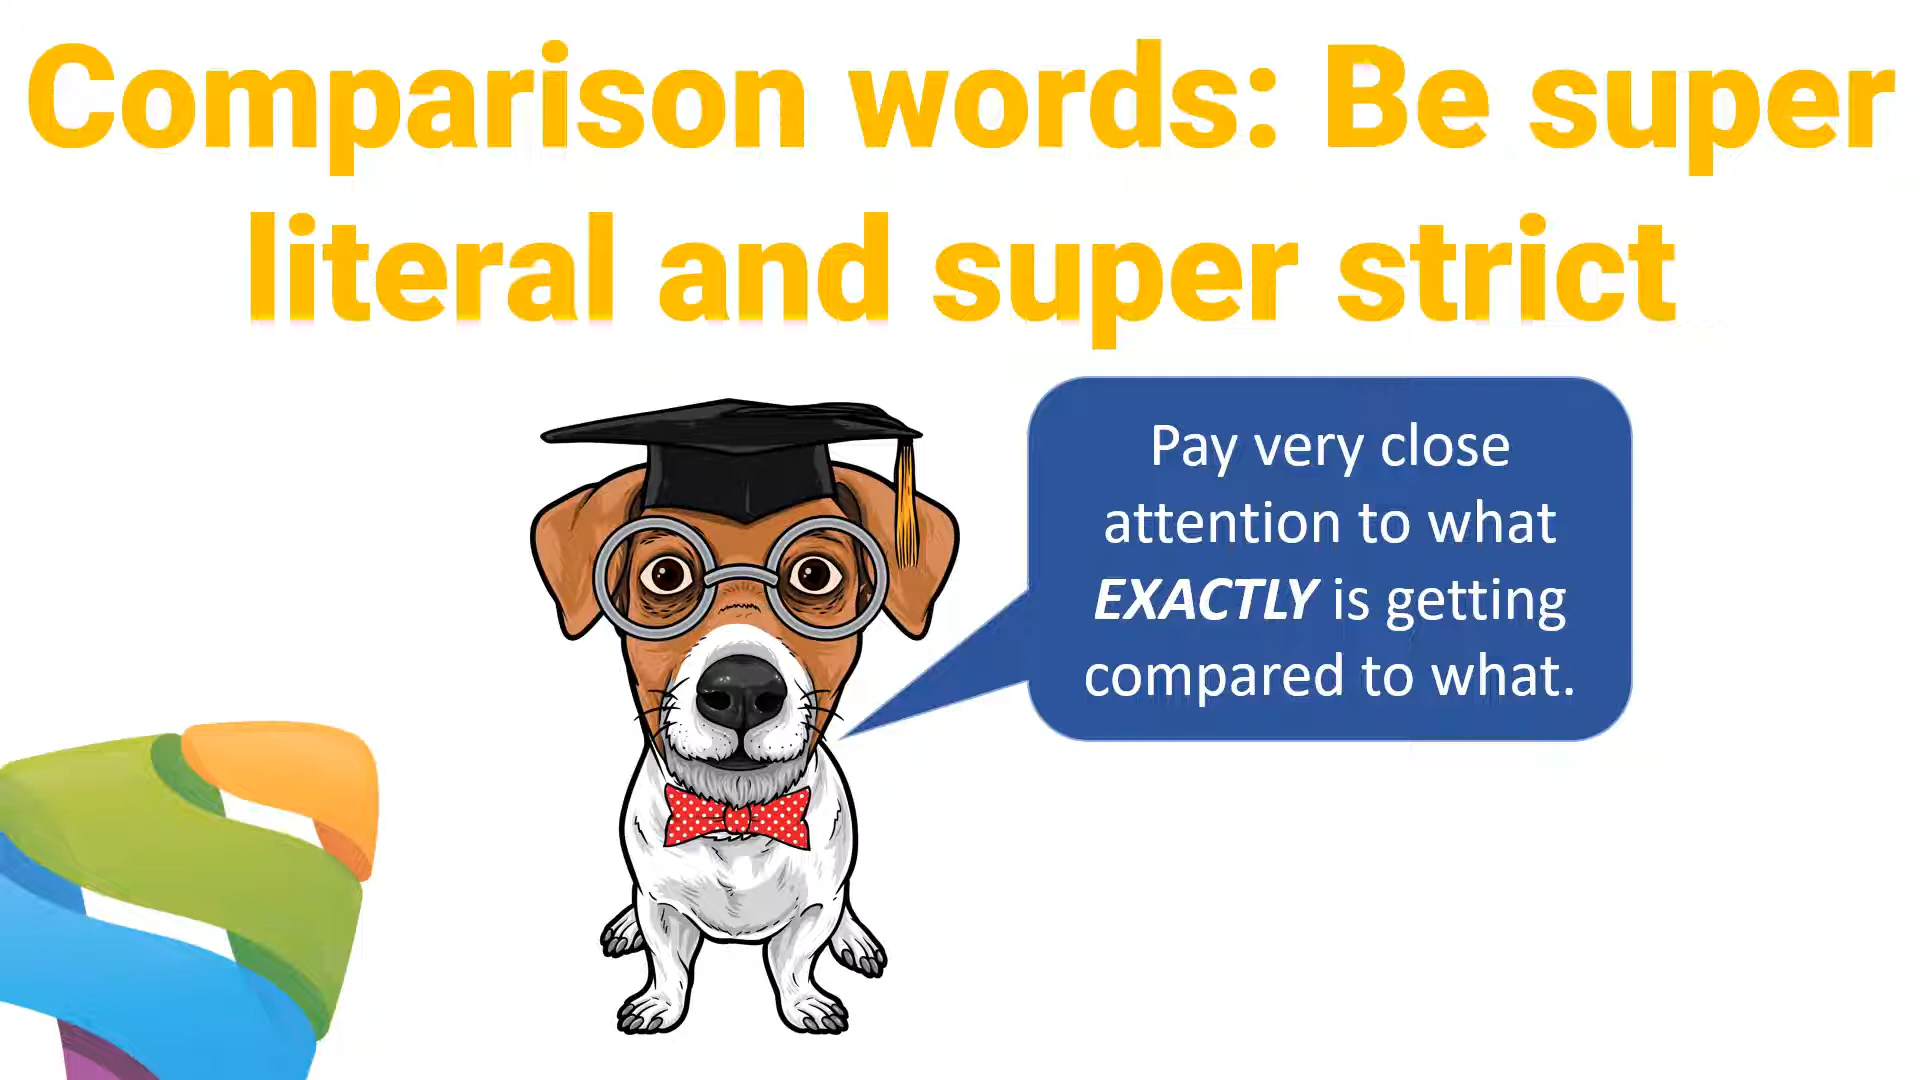 Comparison words: Be super
literal and super strict
Pay very close
attention to what
EXACTLY is getting
compared to what.